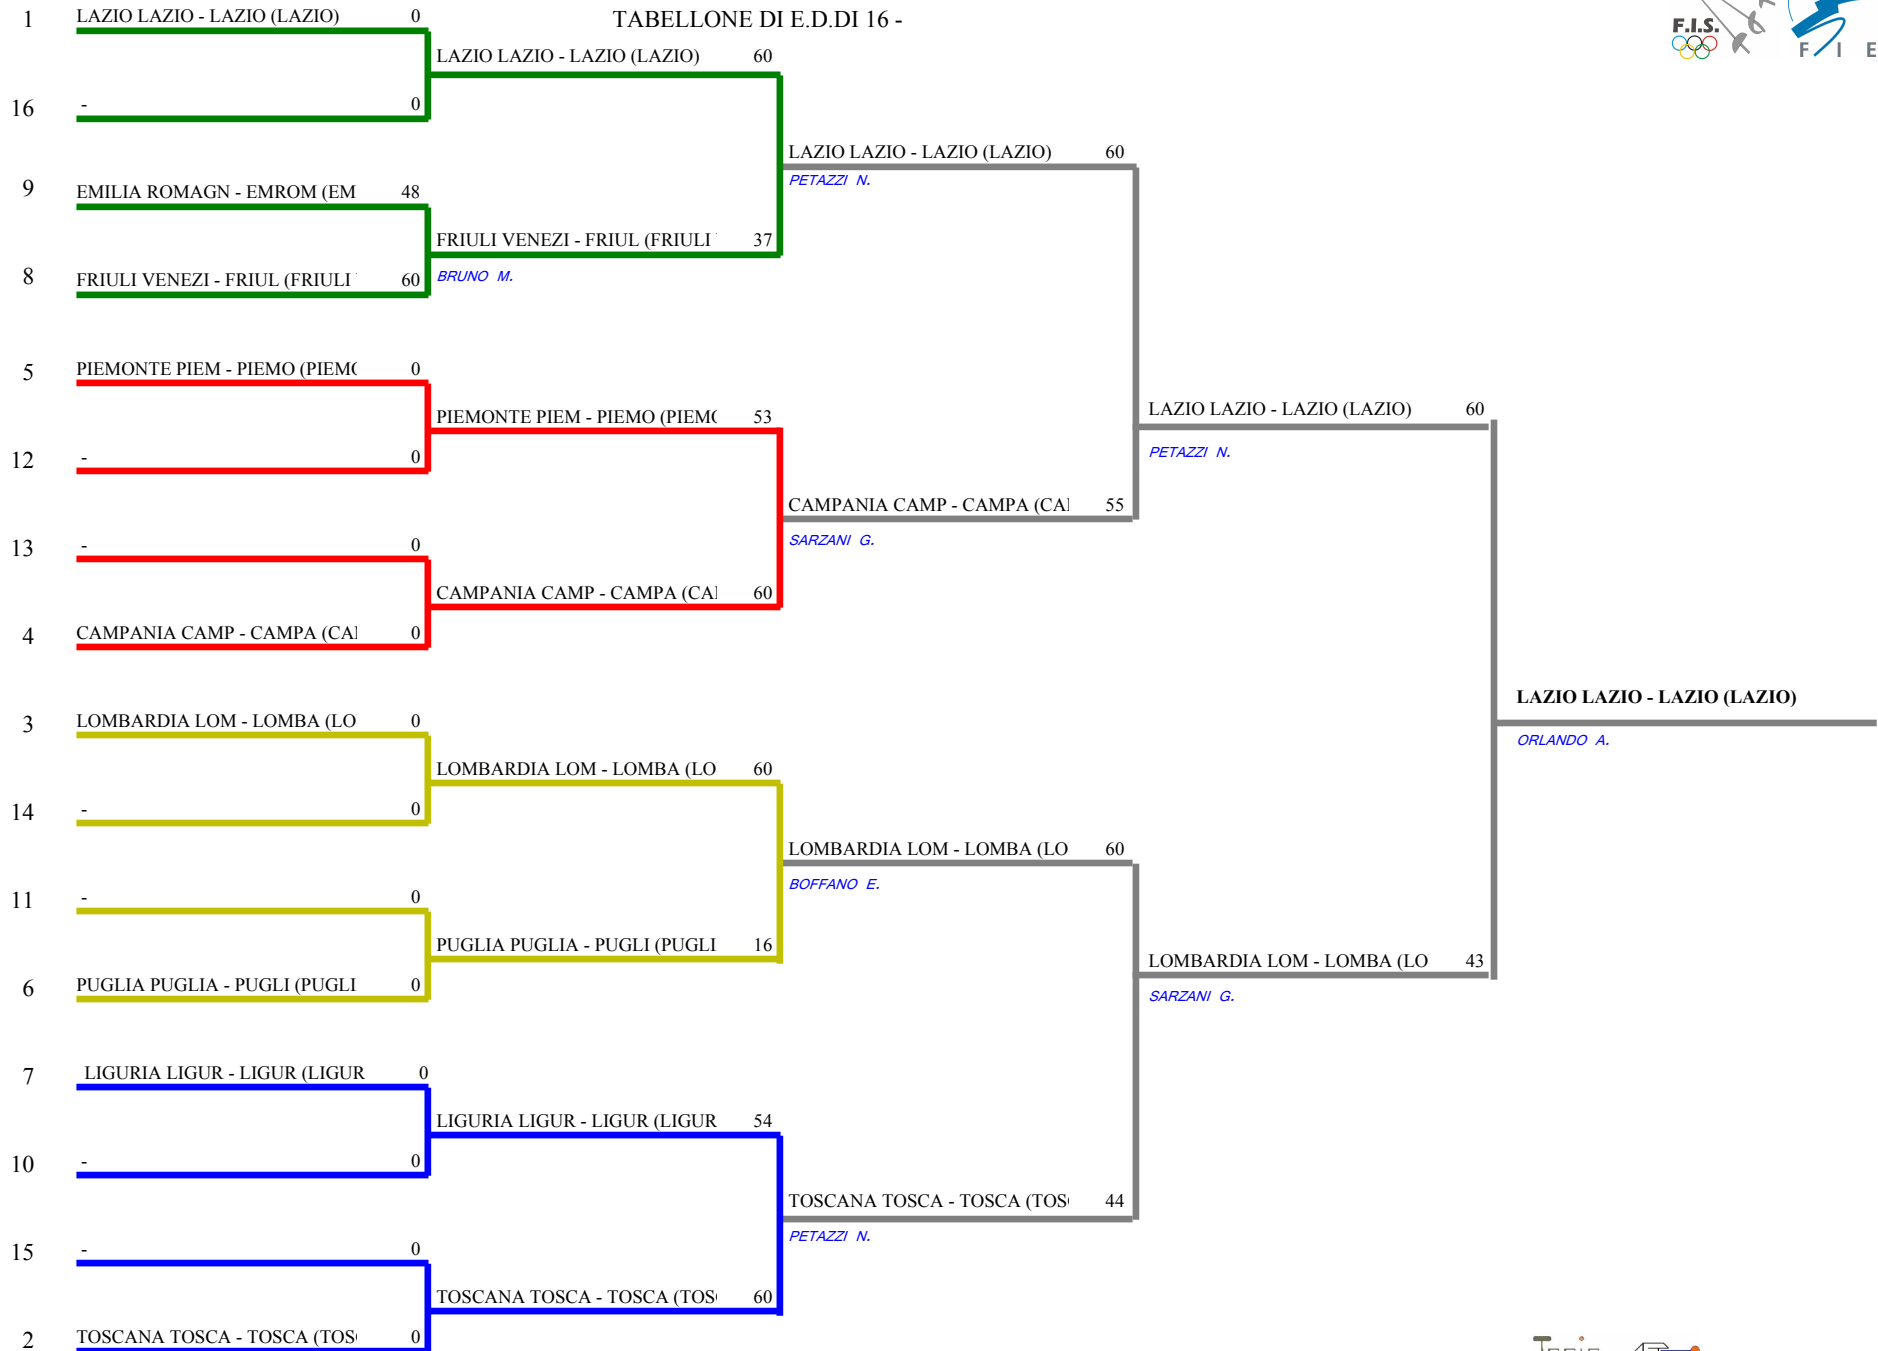 TABELLONE DI E.D.DI 16 -
F.I.S.
F I E
1 LAZIO LAZIO - LAZIO (LAZIO) 0
LAZIO LAZIO - LAZIO (LAZIO) 60
16 - 0
LAZIO LAZIO - LAZIO (LAZIO) 60
PETAZZI N.
9 EMILIA ROMAGN - EMROM (EM 48
FRIULI VENEZI - FRIUL (FRIULI 37
BRUNO M.
8 FRIULI VENEZI - FRIUL (FRIULI 60
5 PIEMONTE PIEM - PIEMO (PIEM 0
LAZIO LAZIO - LAZIO (LAZIO) 60
PETAZZI N.
PIEMONTE PIEM - PIEMO (PIEM 53
12 - 0
CAMPANIA CAMP - CAMPA (CA 55
SARZANI G.
13 - 0
CAMPANIA CAMP - CAMPA (CA 60
4 CAMPANIA CAMP - CAMPA (CA 0
LAZIO LAZIO - LAZIO (LAZIO)
ORLANDO A.
3 LOMBARDIA LOM - LOMBA (LO 0
LOMBARDIA LOM - LOMBA (LO 60
14 - 0
LOMBARDIA LOM - LOMBA (LO 60
BOFFANO E.
11 - 0
PUGLIA PUGLIA - PUGLI (PUGLI 16
LOMBARDIA LOM - LOMBA (LO 43
SARZANI G.
6 PUGLIA PUGLIA - PUGLI (PUGLI 0
7 LIGURIA LIGUR - LIGUR (LIGUR 0
LIGURIA LIGUR - LIGUR (LIGUR 54
10 - 0
TOSCANA TOSCA - TOSCA (TOS 44
PETAZZI N.
15 - 0
TOSCANA TOSCA - TOSCA (TOS 60
2 TOSCANA TOSCA - TOSCA (TOS 0